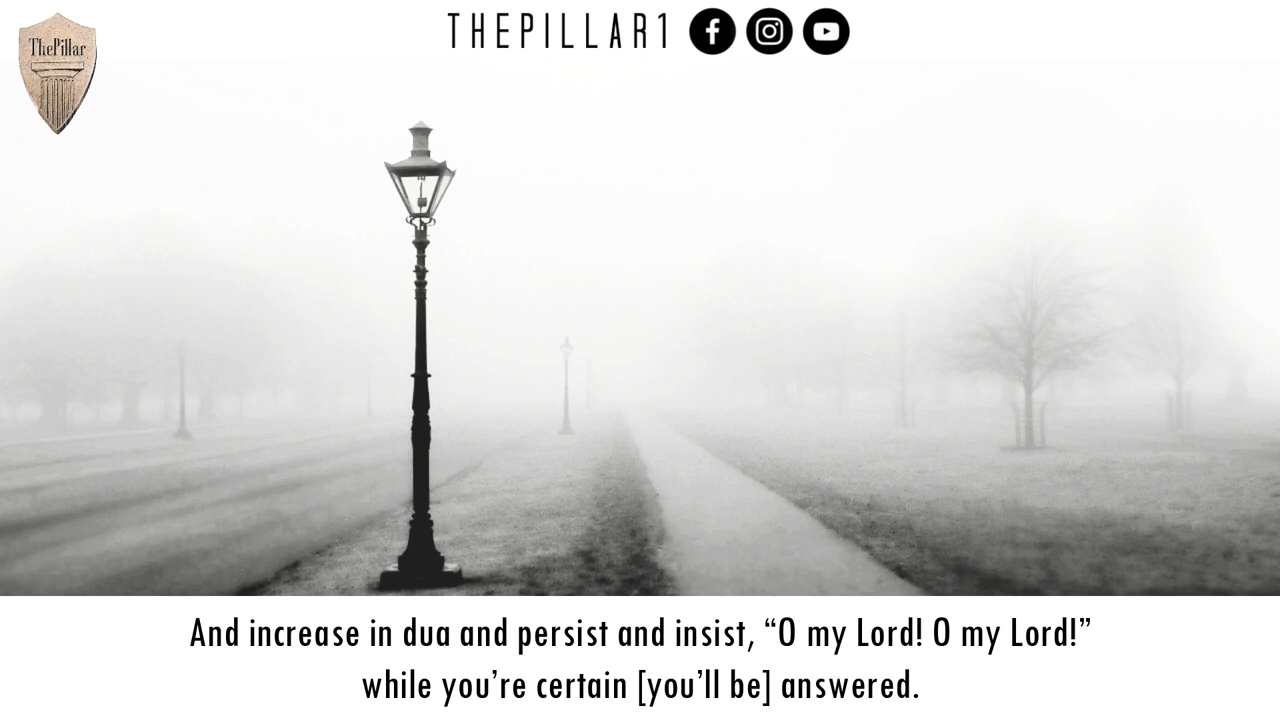 THEPILLAR1
ThePillar
And increase in dua and persist and insist, “O my Lord! O my Lord!”
while you’re certain [you’ll be] answered.